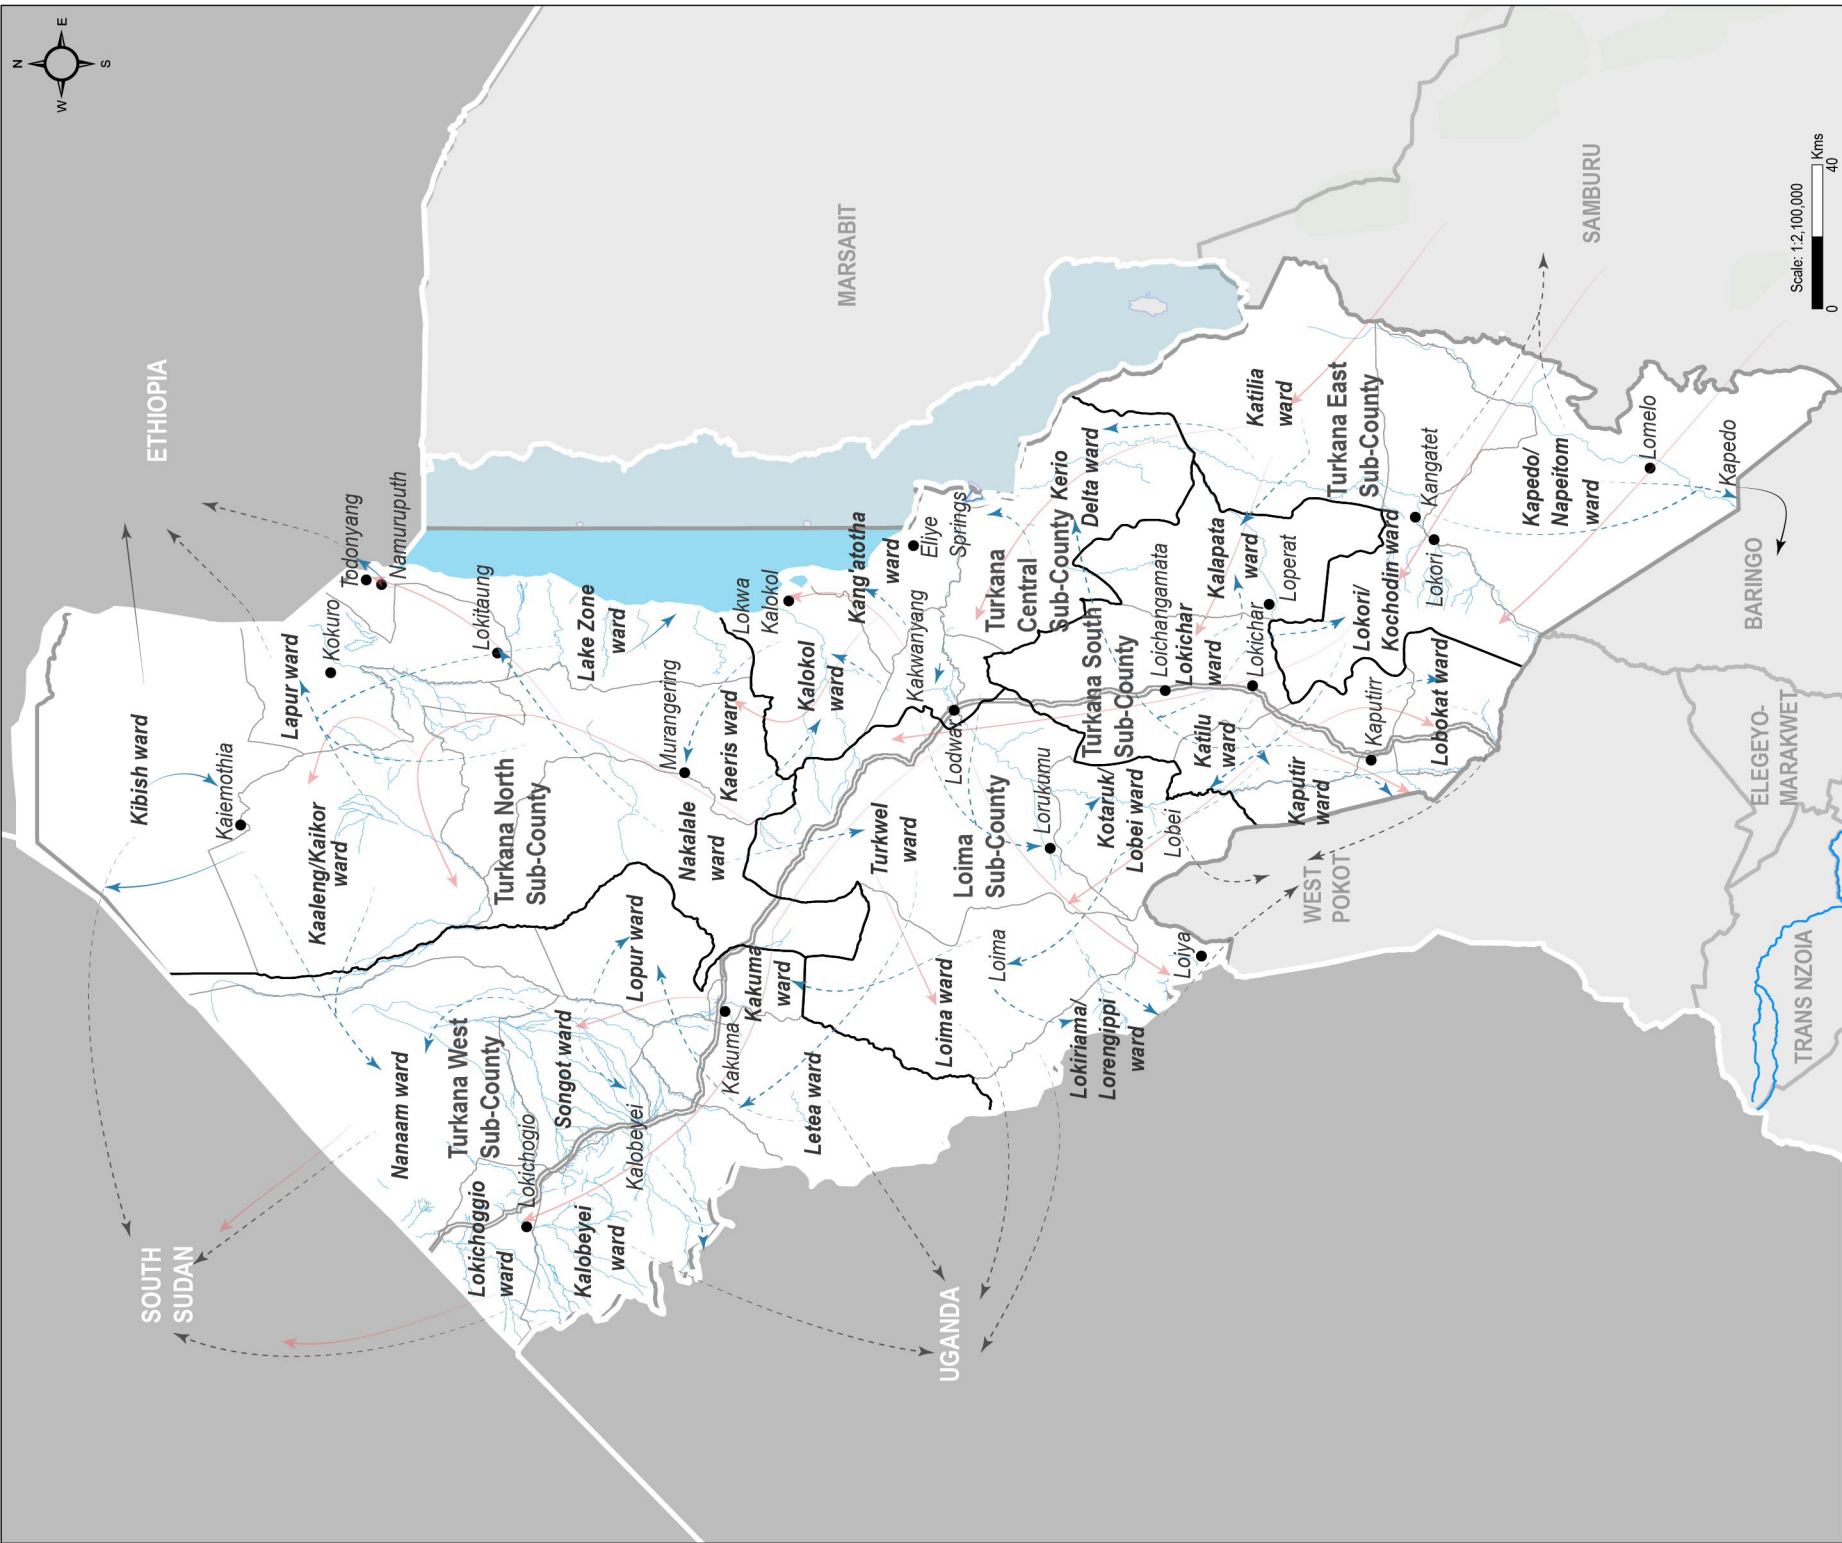 N
W
E
S
ETHIOPIA
SOUTH
SUDAN
UGANDA
MARSABIT
SAMBURU
BARINGO
ELEGEYO-
MARAKWET
WEST
POKOT
TRANS NZOIA
Scale: 1:2,100,000
0
40
Kms
Kibish ward
Kaiemothia
Lapur ward
Kokuro
Todonyang
Namuruputh
Kaaleng/Kaikor
ward
Lokitaung
Lake Zone
ward
Turkana North
Sub-County
Murangering
Kaeris ward
Nakalale
ward
Lopur ward
Nanaam ward
Turkana West
Sub-County
Songot ward
Lokichoggio
ward
Lokichogio
Kalobeyei
ward
Kalobeyei
Kakuma
Kakuma
ward
Letea ward
Lokwa
Kalokol
Kalokol
ward
Kang'atotha
ward
Eliye
Springs
Kakwanyang
Turkana
Central
Sub-County
Kerio
Delta ward
Lodwar
Turkwel
ward
Loima
Sub-County
Lorukumu
Kotaruk/
Lobei ward
Lobei
Loima ward
Loima
Lokiriama/
Lorengippi
ward
Loiya
Turkana South
Sub-County
Loichangamata
Lokichar
ward
Lokichar
Kalapata
ward
Loperat
Katilu
ward
Kaputir
ward
Kaputirr
Lobokat ward
Katilia
ward
Turkana East
Sub-County
Lokori/
Kochodin ward
Kangatet
Lokori
Kapedo/
Napeitom
ward
Lomelo
Kapedo